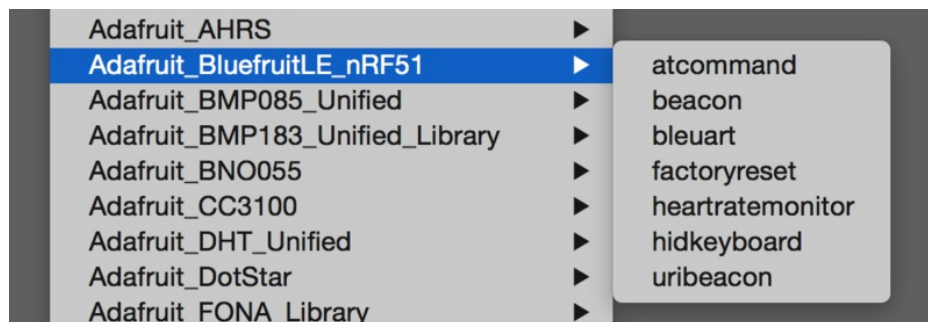 Adafruit_AHRS
Adafruit_BluefruitLE_nRF51
Adafruit_BMP085_Unified
Adafruit_BMP183_Unified_Library
Adafruit_BNO055
Adafruit_CC3100
Adafruit_DHT_Unified
Adafruit_DotStar
Adafruit_FONA_Library
atcommand
beacon
bleuart
factoryreset
heartratemonitor
hidkeyboard
uribeacon